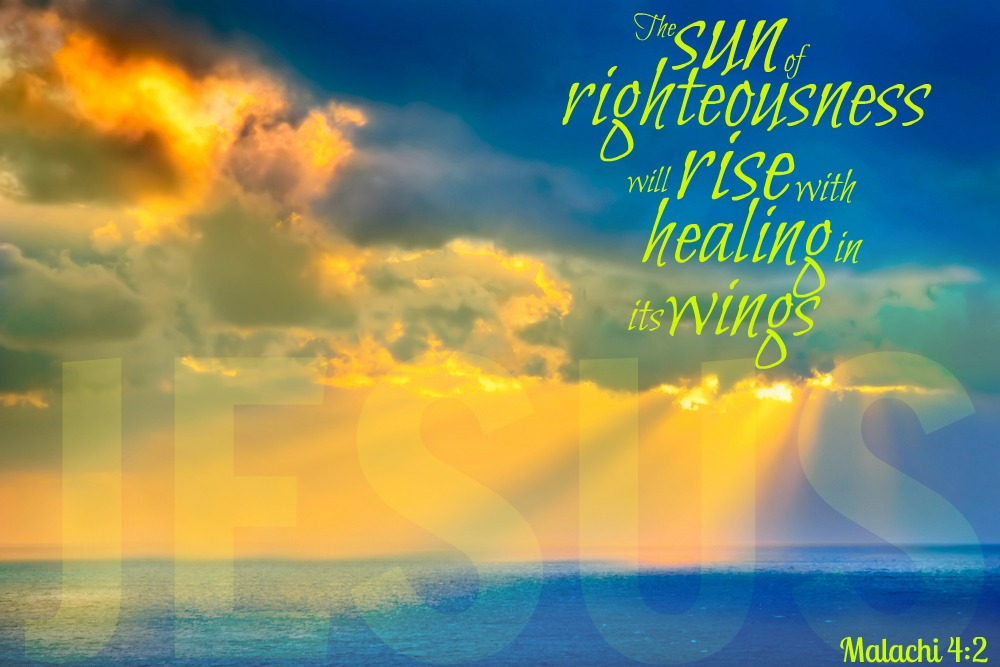 The sun of
righteousness
will rise with
healing in
its wings
JESUS
Malachi 4:2